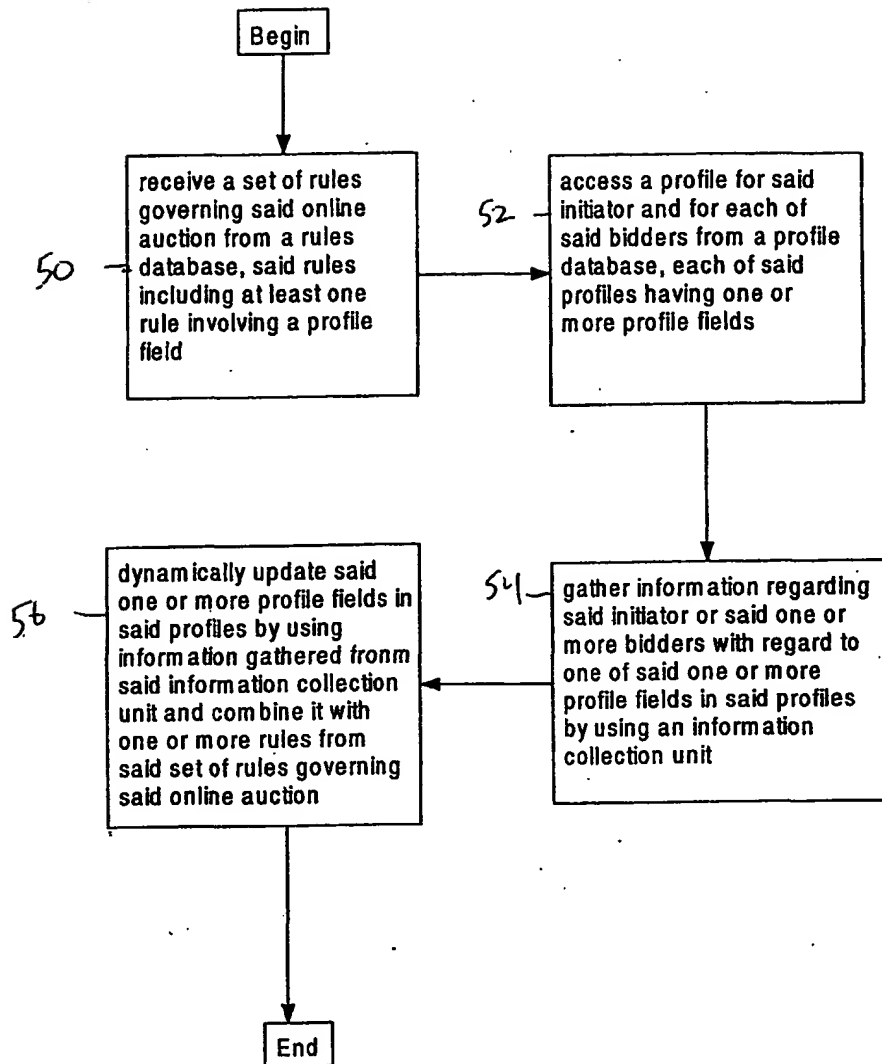 Begin
receive a set of rules
governing said online
auction from a rules
database, said rules
including at least one
rule involving a profile
field
50
52
access a profile for said
initiator and for each of
said bidders from a profile
database, each of said
profiles having one or
more profile fields
54
gather information regarding
said initiator or said one or
more bidders with regard to
one of said one or more
profile fields in said profiles
by using an information
collection unit
56
dynamically update said
one or more profile fields in
said profiles by using
information gathered fronm
said information collection
unit and combine it with
one or more rules from
said set of rules governing
said online auction
End